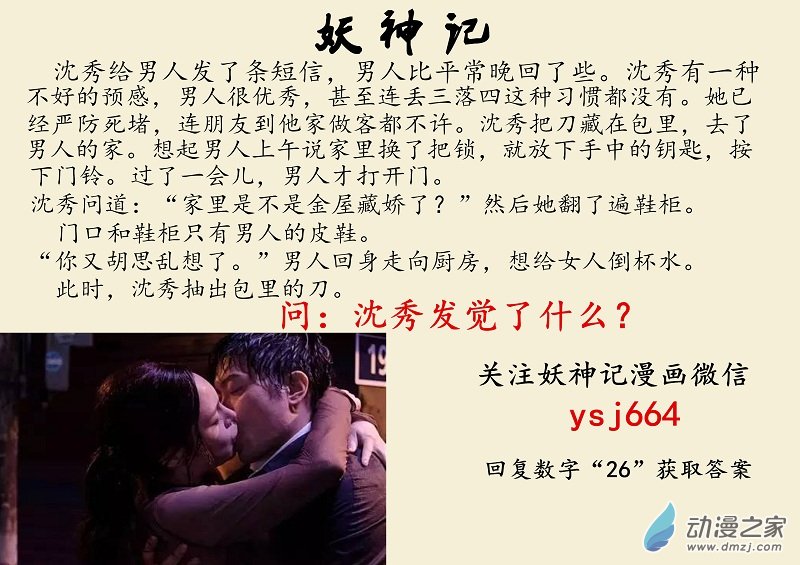 妖神记
沈秀给男人发了条短信，男人比平常晚回了些。沈秀有一种
不好的预感，男人很优秀，甚至连丢三落四这种习惯都没有。她已
经严防死堵，连朋友到他家做客都不许。沈秀把刀藏在包里，去了
男人的家。想起男人上午说家里换了把锁，就放下手中的钥匙，按
下门铃。过了一会儿，男人才打开门。
沈秀问道：“家里是不是金屋藏娇了？”然后她翻了遍鞋柜。
门口和鞋柜只有男人的皮鞋。
“你又胡思乱想了。”男人回身走向厨房，想给女人倒杯水。
此时，沈秀抽出包里的刀。
问：沈秀发觉了什么？
19
关注妖神记漫画微信
ysj664
回复数字“26”获取答案
动漫之家
www.dmzj.com